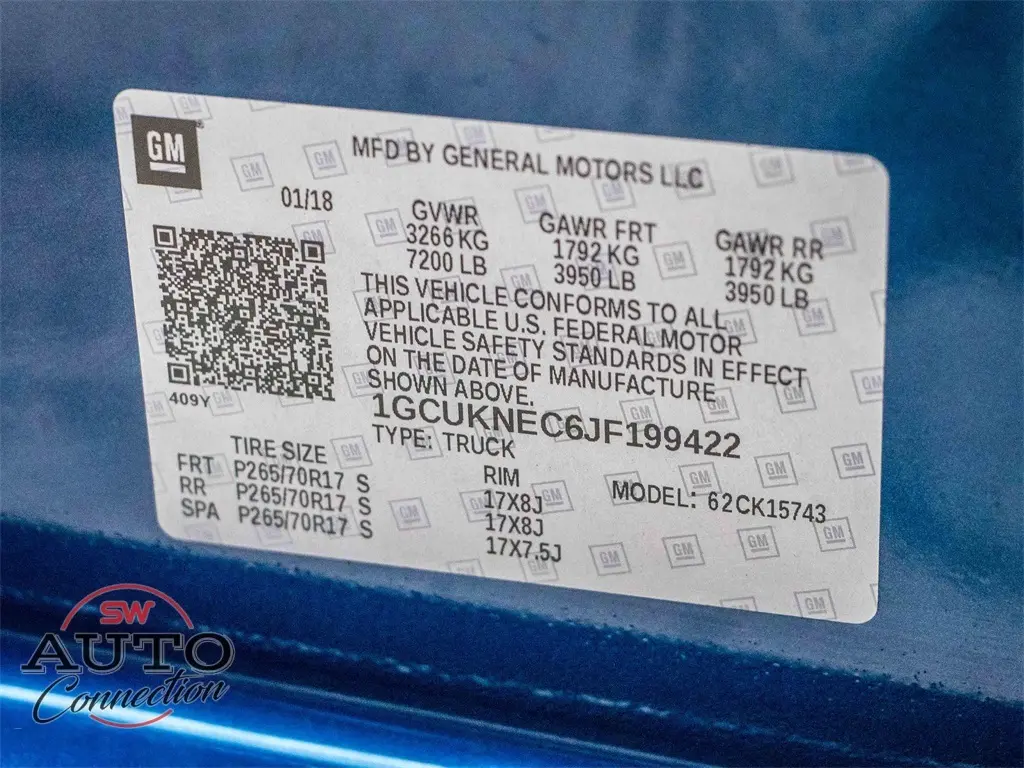 GM
MFD BY GENERAL MOTORS LLC
01/18
GVWR GAWR FRT GAWR RR
3266 KG 1792 KG 1792 KG
7200 LB 3950 LB 3950 LB
THIS VEHICLE CONFORMS TO ALL
APPLICABLE U.S. FEDERAL MOTOR
VEHICLE SAFETY STANDARDS IN EFFECT
ON THE DATE OF MANUFACTURE
SHOWN ABOVE.
409Y
1GCUKNEC6JF199422
TYPE: TRUCK
TIRE SIZE RIM MODEL: 62CK15743
FRT P265/70R17 S 17X8J
RR P265/70R17 S 17X8J
SPA P265/70R17 S 17X7.5J
SW
AUTO
Connection